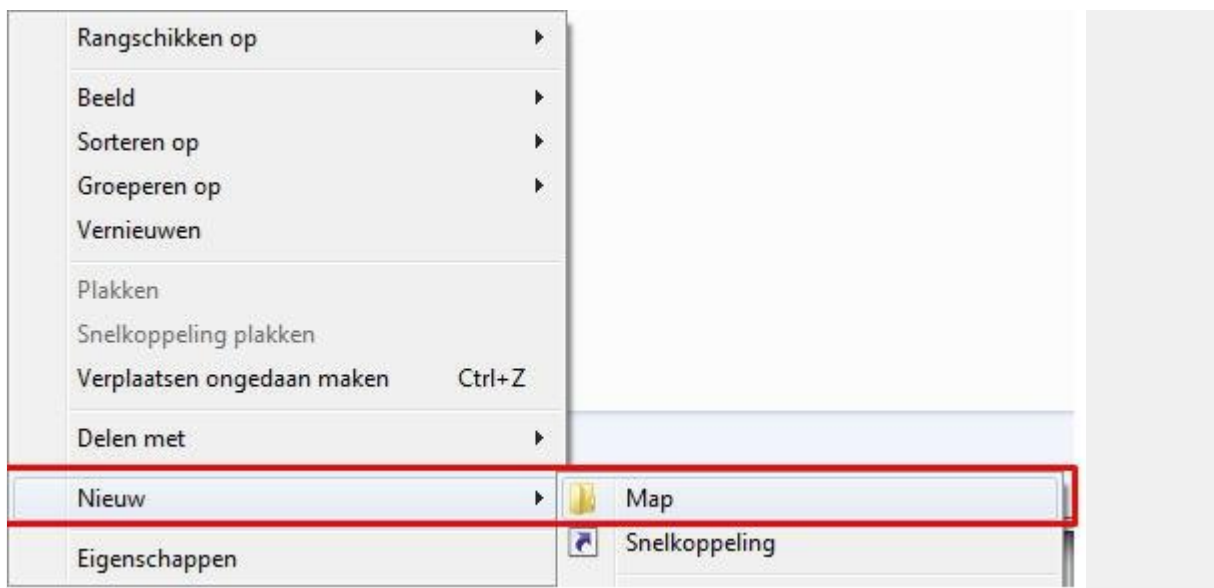 Rangschikken op
Beeld
Sorteren op
Groeperen op
Vernieuwen
Plakken
Snelkoppeling plakken
Verplaatsen ongedaan maken Ctrl+Z
Delen met
Nieuw
Map
Snelkoppeling
Eigenschappen